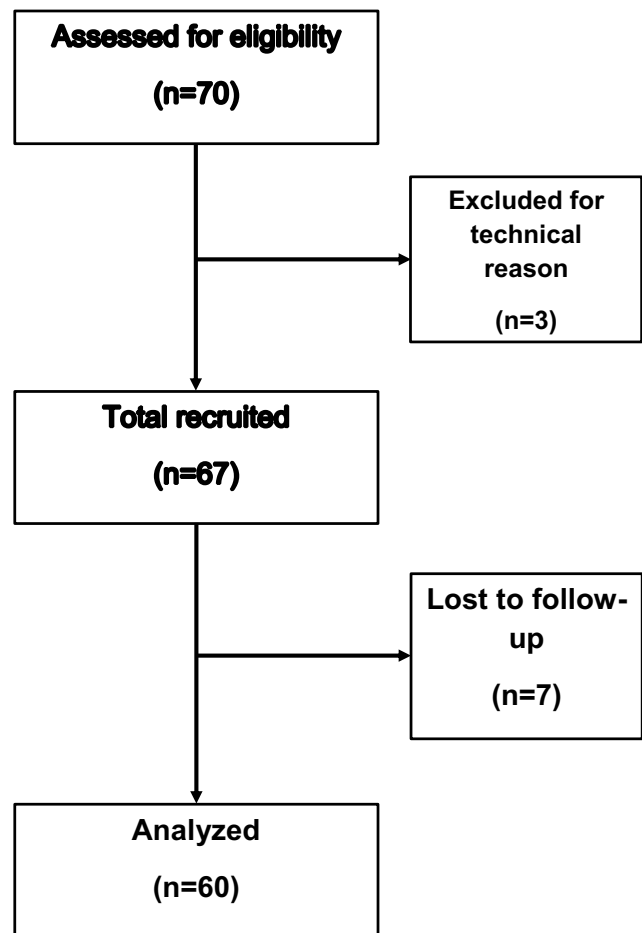 Assessed for eligibility
(n=70)
Excluded for
technical
reason
(n=3)
Total recruited
(n=67)
Lost to follow-
up
(n=7)
Analyzed
(n=60)